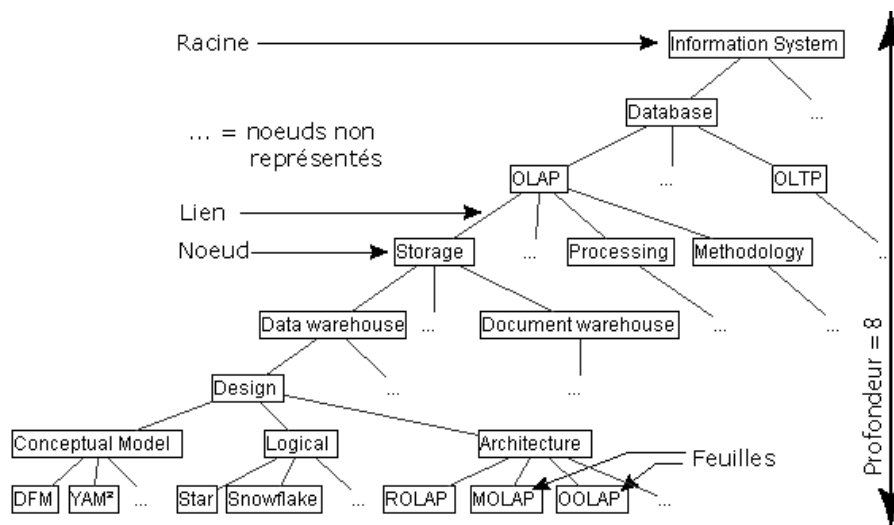 Racine
Information System
Database
...
... = noeuds non
représentés
OLAP
...
OLTP
Lien
Noeud
Storage
...
Processing
Methodology
...
Data warehouse
...
Document warehouse
...
...
Design
...
...
Profondeur = 8
Conceptual Model
Logical
Architecture
Feuilles
DFM
YAM²
...
Star
Snowflake
...
ROLAP
MOLAP
OOLAP
...